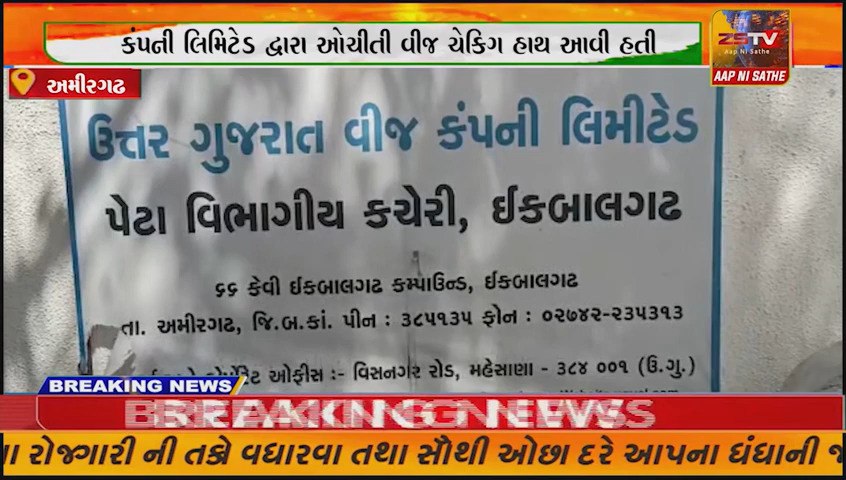 કંપની લિમિટેડ દ્વારા ઓચીતી વીજ ચેકિંગ હાથ આવી હતી
ZSTV
Aap Ni Sathe
AAP NI SATHE
અમીરગઢ
ઉત્તર ગુજરાત વીજ કંપની લિમીટેડ
પેટા વિભાગીય કચેરી, ઈકબાલગઢ
૬૬ કેવી ઈકબાલગઢ કમ્પાઉન્ડ, ઈકબાલગઢ
તા. અમીરગઢ, જિ.બ.કાં. પીન : ૩૮૫૧૩૫ ફોન : ૦૨૭૪૨-૨૩૫૩૧૩
ઓફીસ :- વિસનગર રોડ, મહેસાણા - ૩૮૪ ૦૦૧ (ઉ.ગુ.)
BREAKING NEWS
BREAKING NEWS
રોજગારી ની તકો વધારવા તથા સૌથી ઓછા દરે આપના ધંધાની